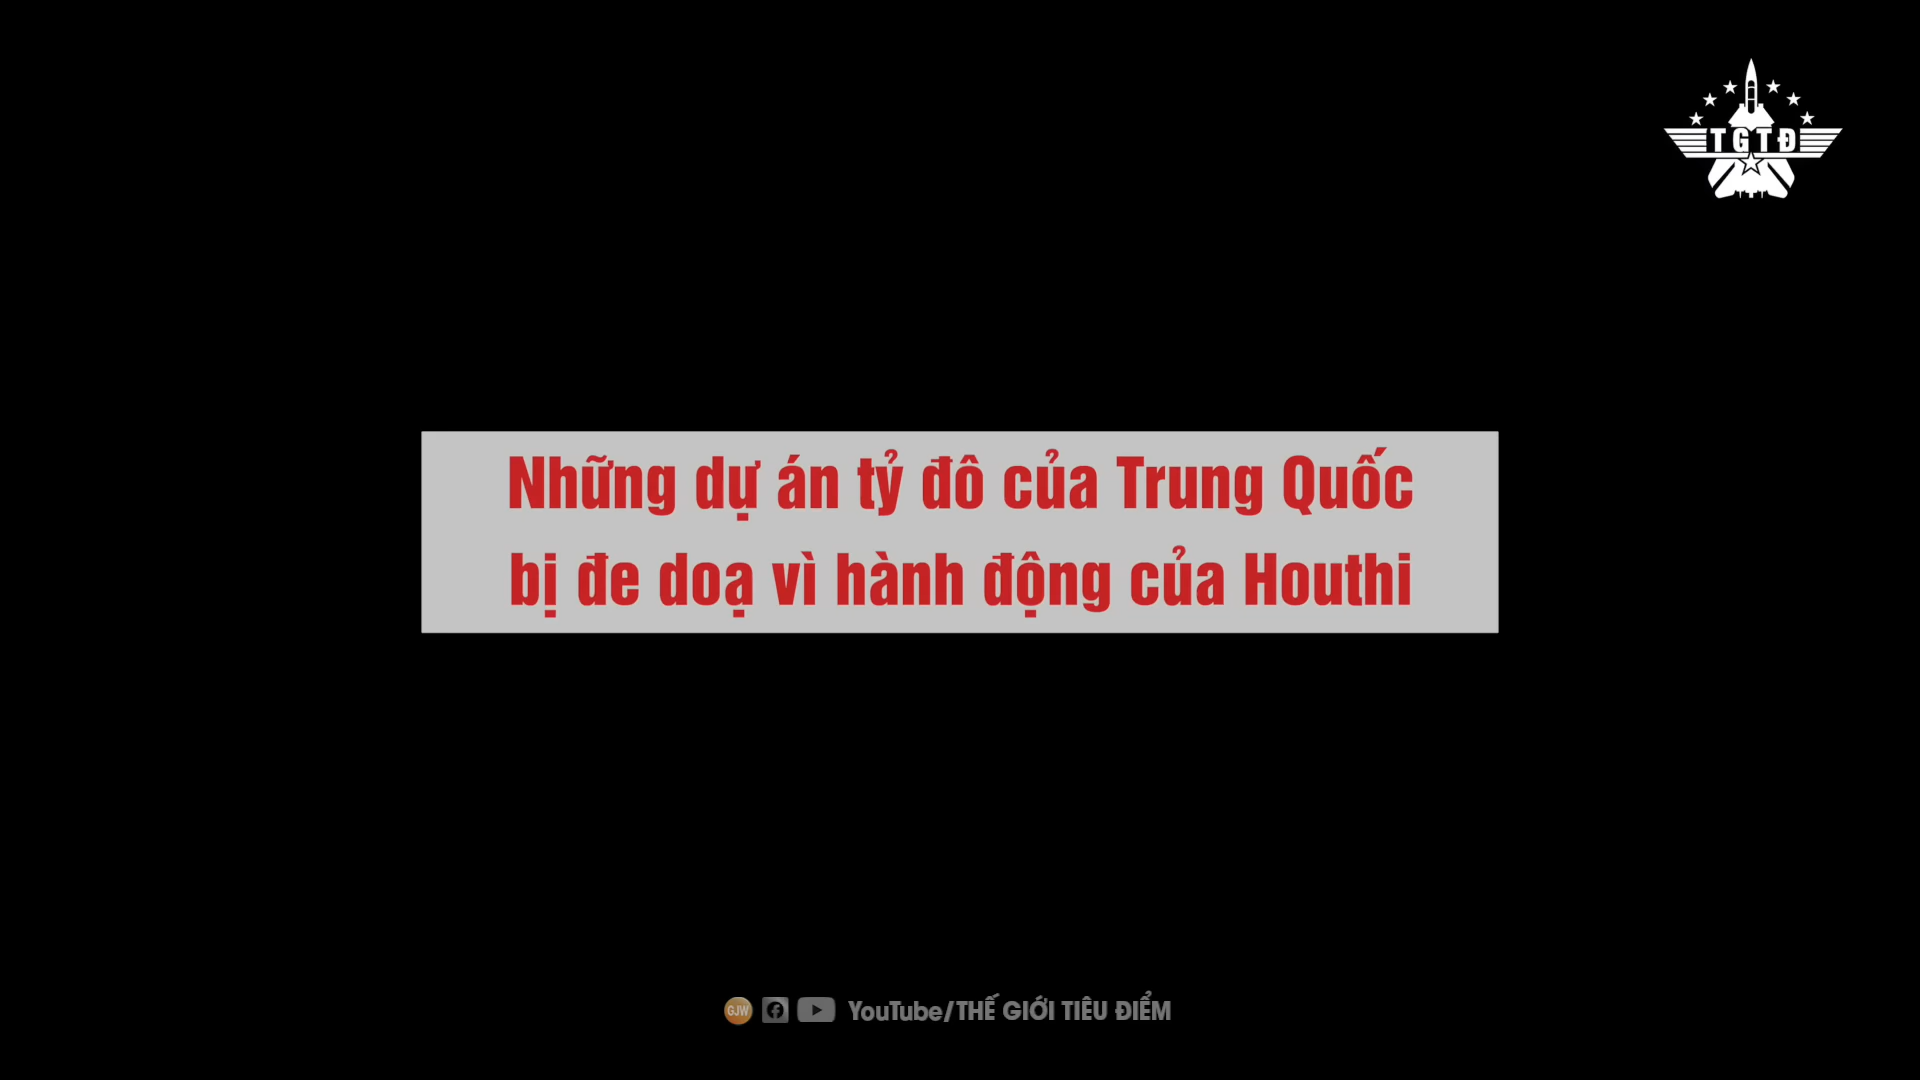 TGTĐ
Những dự án tỷ đô của Trung Quốc
bị đe doạ vì hành động của Houthi
GJW YouTube/THẾ GIỚI TIÊU ĐIỂM